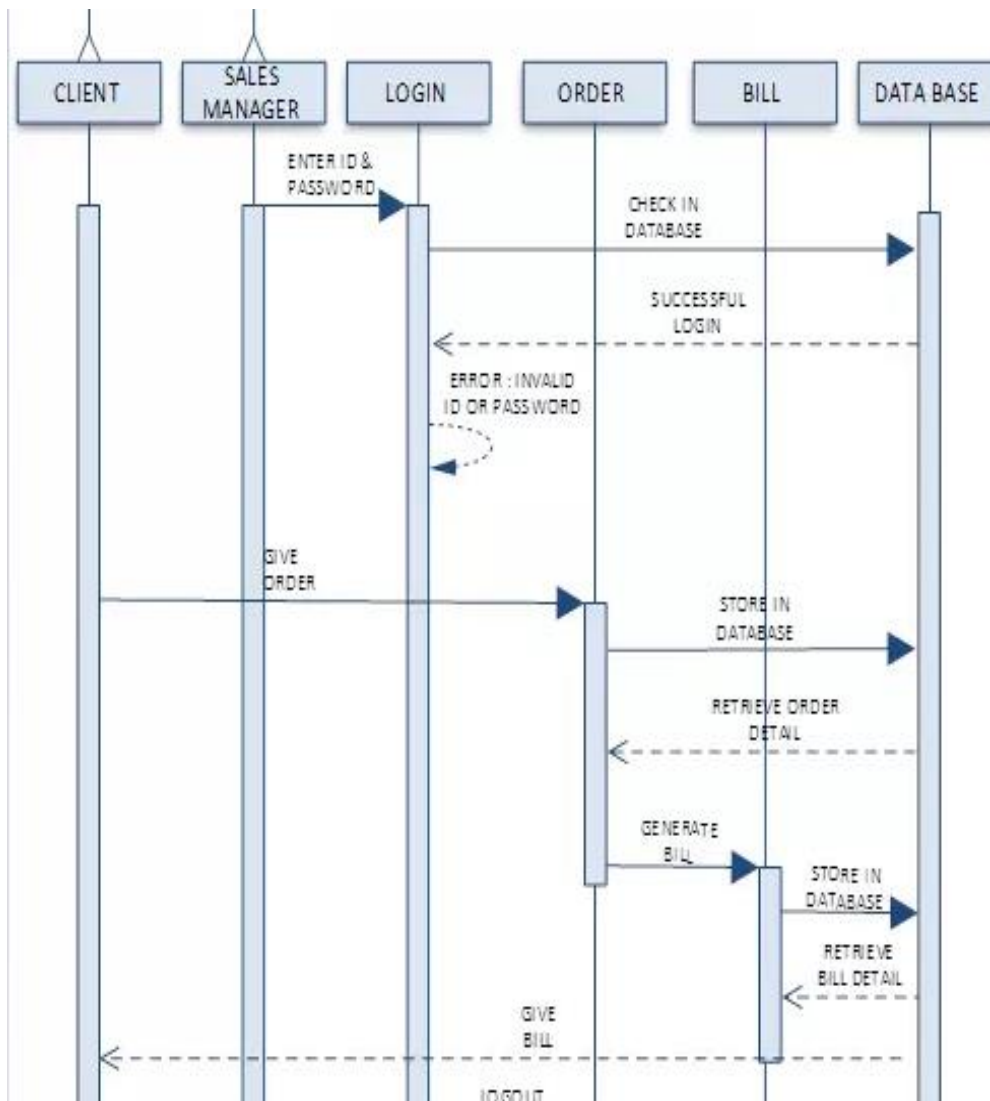 CLIENT
SALES
MANAGER
LOGIN
ORDER
BILL
DATA BASE
ENTER ID &
PASSWORD
CHECK IN
DATABASE
SUCCESSFUL
LOGIN
ERROR : INVALID
ID OR PASSWORD
GIVE
ORDER
STORE IN
DATABASE
RETRIEVE ORDER
DETAIL
GENERATE
BILL
STORE IN
DATABASE
RETRIEVE
BILL DETAIL
GIVE
BILL
LOGOUT